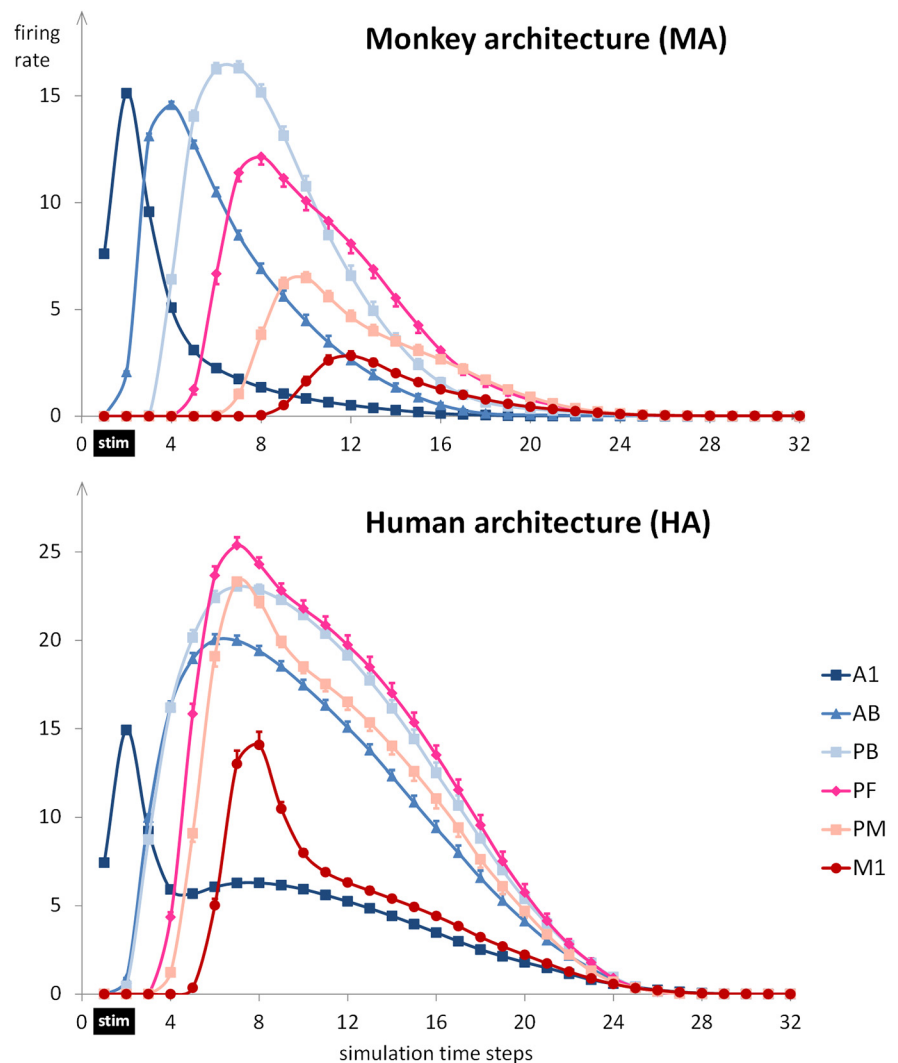 firing
rate
Monkey architecture (MA)
15
10
5
0
0 stim 4 8 12 16 20 24 28 32
Human architecture (HA)
25
20
15
10
5
0
0 stim 4 8 12 16 20 24 28 32
simulation time steps
A1
AB
PB
PF
PM
M1